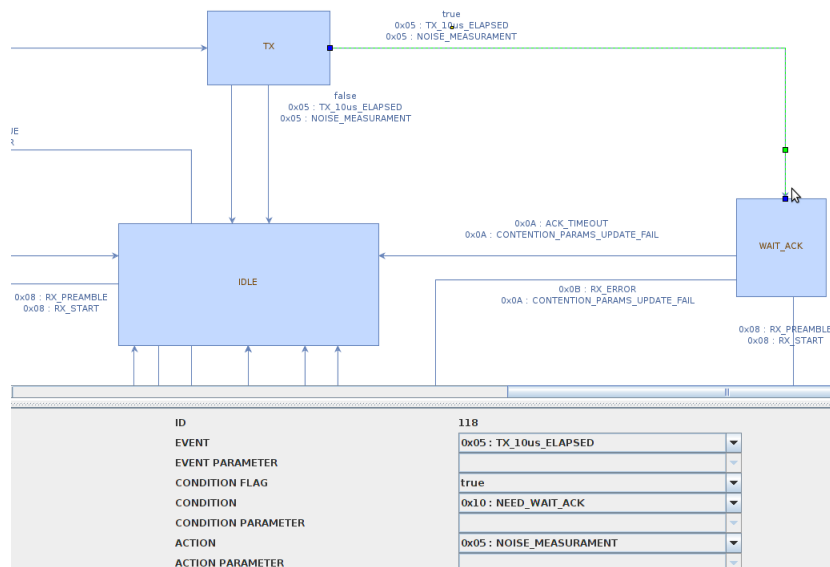 true
0x05 : TX_10us_ELAPSED
0x05 : NOISE_MEASURAMENT
TX
false
0x05 : TX_10us_ELAPSED
0x05 : NOISE_MEASURAMENT
0x0A : ACK_TIMEOUT
0x0A : CONTENTION_PARAMS_UPDATE_FAIL
WAIT_ACK
IDLE
0x0B : RX_ERROR
0x0A : CONTENTION_PARAMS_UPDATE_FAIL
0x08 : RX_PREAMBLE
0x08 : RX_START
0x08 : RX_PREAMBLE
0x08 : RX_START
ID 118
EVENT 0x05 : TX_10us_ELAPSED
EVENT PARAMETER
CONDITION FLAG true
CONDITION 0x10 : NEED_WAIT_ACK
CONDITION PARAMETER
ACTION 0x05 : NOISE_MEASURAMENT
ACTION PARAMETER